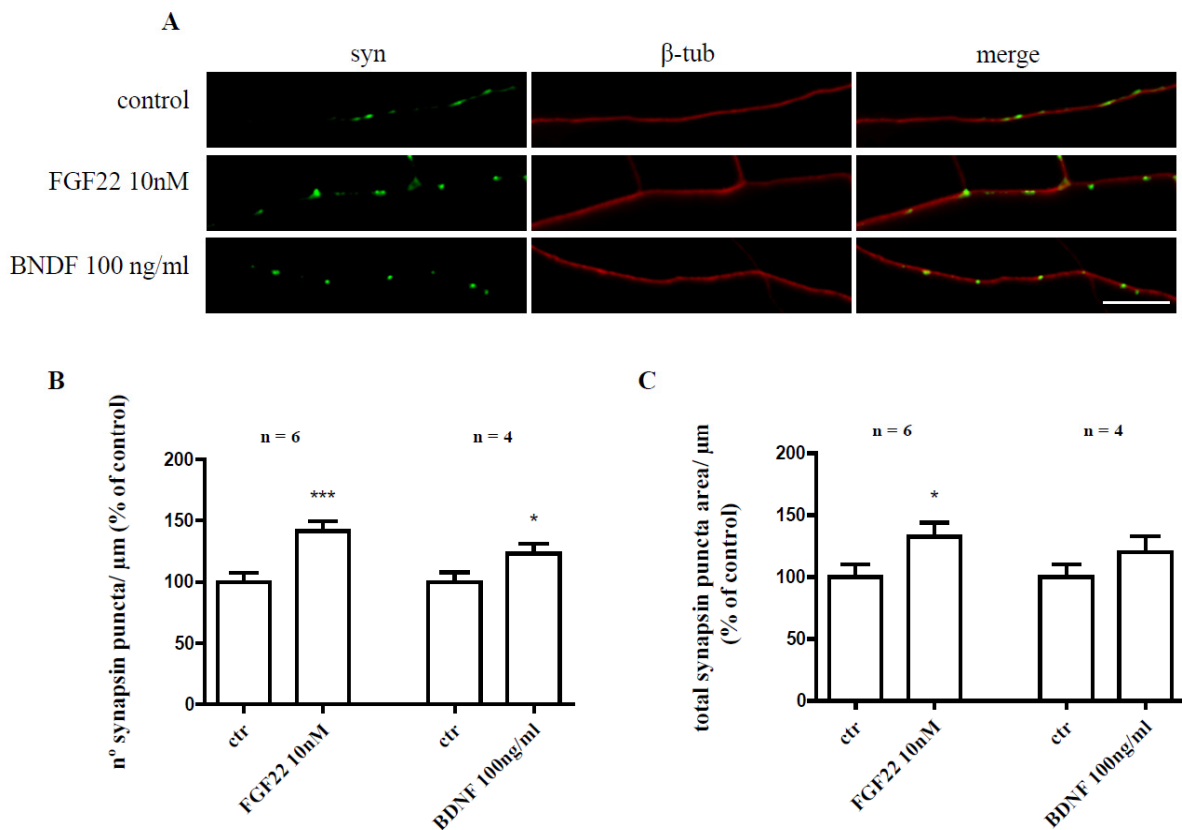 A
syn β-tub merge
control
FGF22 10nM
BNDF 100 ng/ml
B
nº synapsin puncta/ µm (% of control)
n = 6 n = 4
200
150
100
50
0
*** *
ctr FGF22 10nM ctr BDNF 100ng/ml
C
total synapsin puncta area/ µm
(% of control)
n = 6 n = 4
200
150
100
50
0
*
ctr FGF22 10nM ctr BDNF 100ng/ml